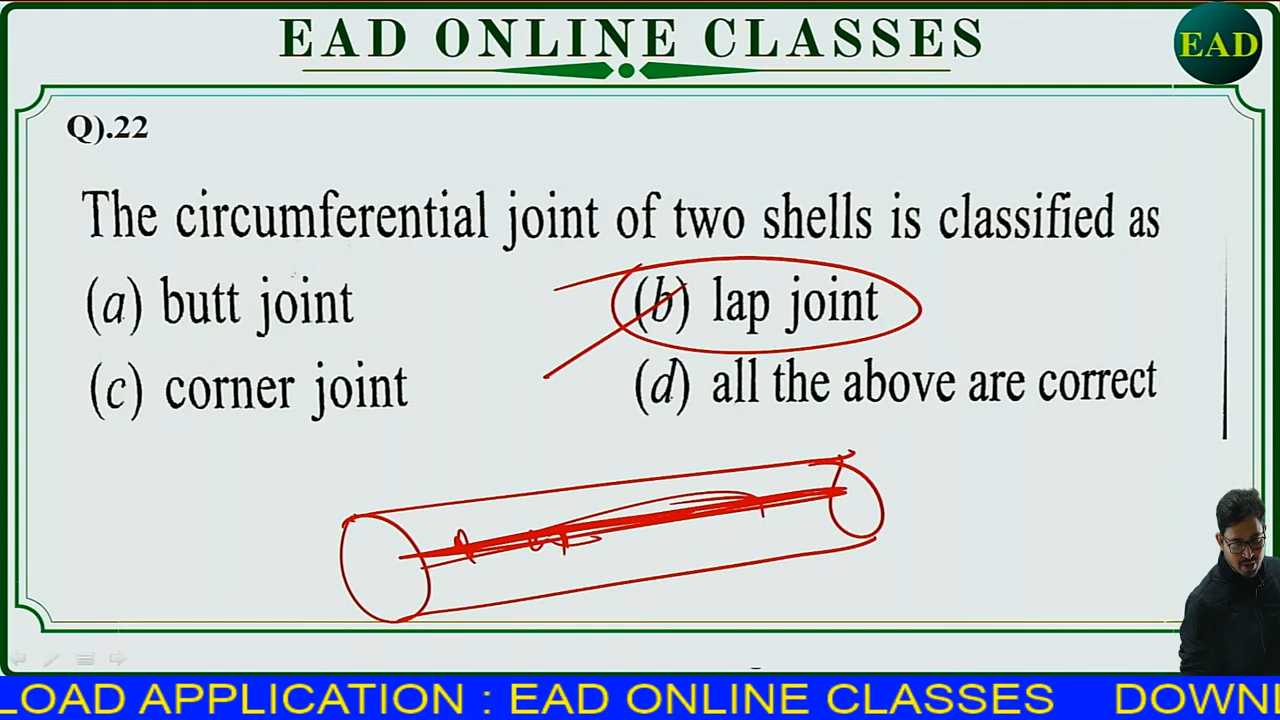 EAD ONLINE CLASSES
EAD
Q).22
The circumferential joint of two shells is classified as
(a) butt joint (b) lap joint
(c) corner joint (d) all the above are correct
LOAD APPLICATION : EAD ONLINE CLASSES DOWNL